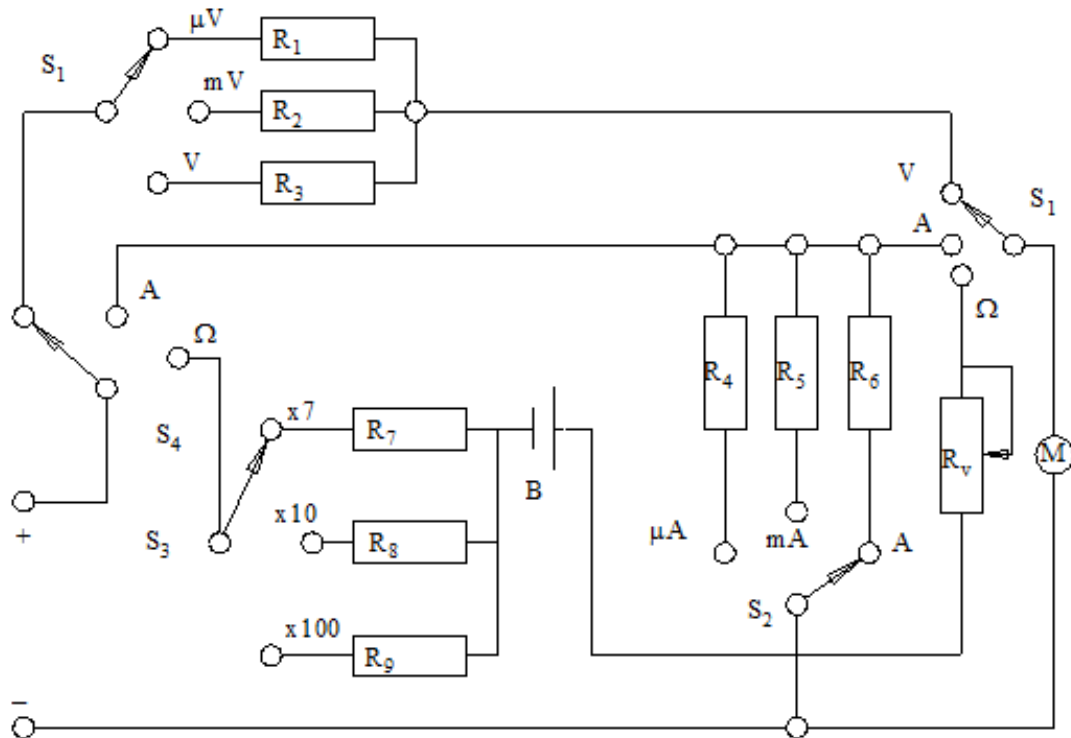 μV
R1
S1
mV
R2
V
R3
V
S1
A
A
Ω
Ω
R4
R5
R6
x7
R7
S4
Rv
M
B
+
S3
x10
R8
μA
mA
A
S2
x100
R9
−